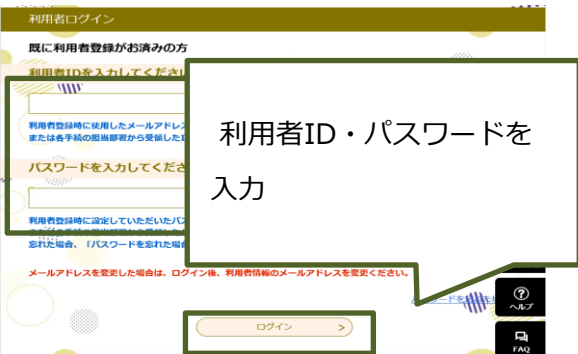 利用者ログイン
既に利用者登録がお済みの方
利用者IDを入力してください
利用者登録時に使用したメールアドレス
または各手続の担当部署から受領したI
利用者ID・パスワードを
入力
パスワードを入力してくださ
利用者登録時に設定していただいたパス
忘れた場合、「パスワードを忘れた場合
メールアドレスを変更した場合は、ログイン後、利用者情報のメールアドレスを変更ください。
ヘルプ
ログイン >
FAQ